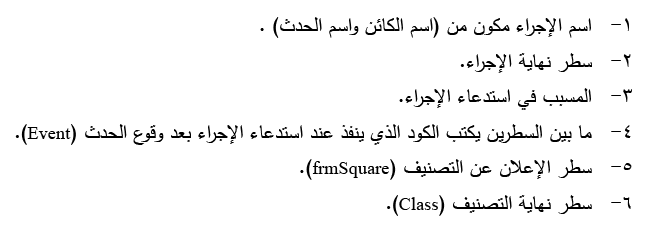 ١- اسم الإجراء مكون من (اسم الكائن واسم الحدث) .
٢- سطر نهاية الإجراء.
٣- المسبب في استدعاء الإجراء.
٤- ما بين السطرين يكتب الكود الذي ينفذ عند استدعاء الإجراء بعد وقوع الحدث (Event).
٥- سطر الإعلان عن التصنيف (frmSquare).
٦- سطر نهاية التصنيف (Class).